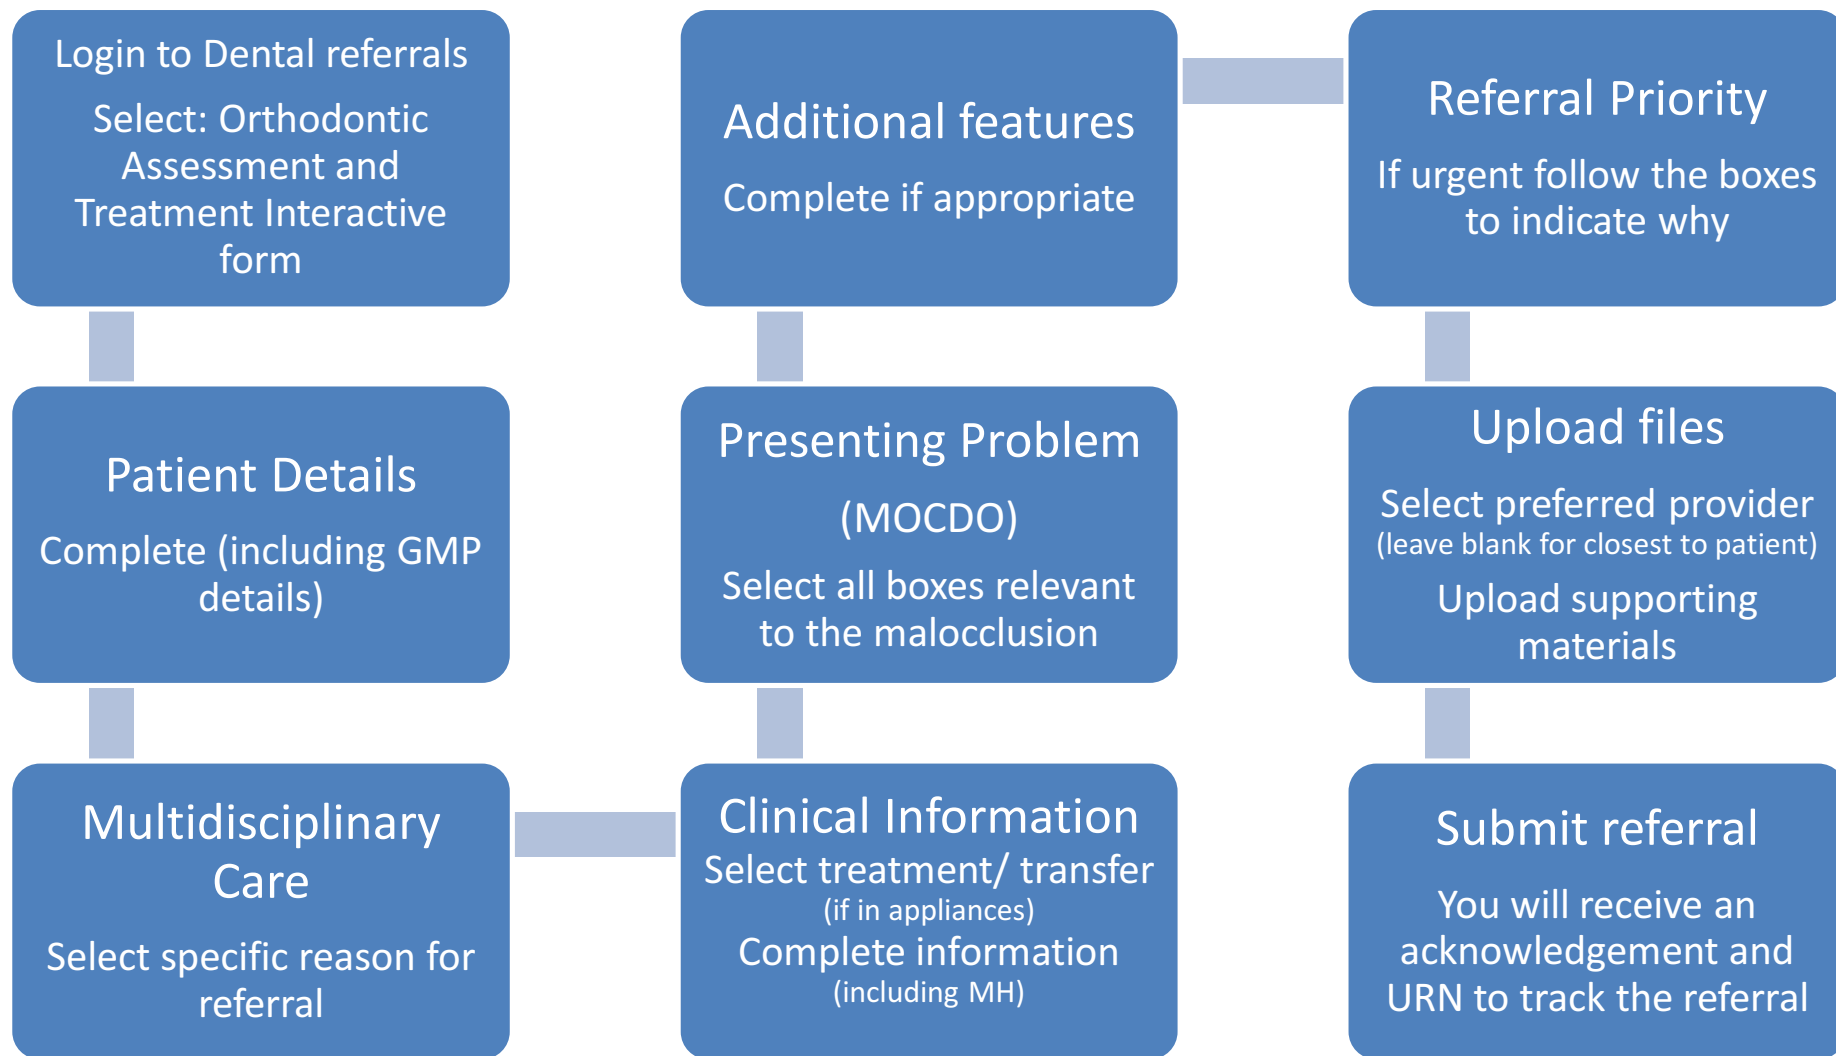 Login to Dental referrals
Select: Orthodontic
Assessment and
Treatment Interactive
form
Patient Details
Complete (including GMP
details)
Multidisciplinary
Care
Select specific reason for
referral
Clinical Information
Select treatment/ transfer
(if in appliances)
Complete information
(including MH)
Presenting Problem
(MOCDO)
Select all boxes relevant
to the malocclusion
Additional features
Complete if appropriate
Referral Priority
If urgent follow the boxes
to indicate why
Upload files
Select preferred provider
(leave blank for closest to patient)
Upload supporting
materials
Submit referral
You will receive an
acknowledgement and
URN to track the referral